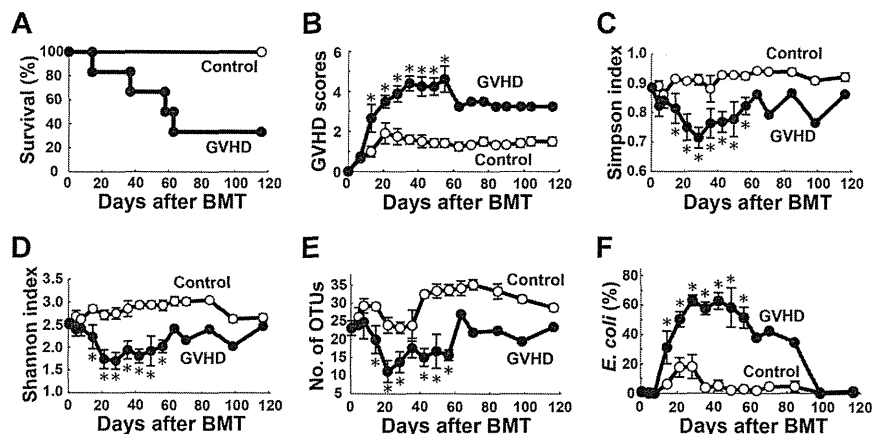 A
B
C
100
80
60
40
20
0
Survival (%)
Control
GVHD
0 20 40 60 80 100 120
Days after BMT
6
4
2
0
GVHD scores
* * * * * * *
GVHD
Control
0 20 40 60 80 100 120
Days after BMT
1.0
0.9
0.8
0.7
0.6
Simpson index
Control
GVHD
* * * * * * *
0 20 40 60 80 100 120
Days after BMT
D
E
F
3.5
3.0
2.5
2.0
1.5
1.0
0.5
0
Shannon index
Control
GVHD
* * * * * * *
0 20 40 60 80 100 120
Days after BMT
35
30
25
20
15
10
5
0
No. of OTUs
Control
GVHD
* * * * * *
0 20 40 60 80 100 120
Days after BMT
80
60
40
20
0
E. coli (%)
* * * * * * *
GVHD
Control
0 20 40 60 80 100 120
Days after BMT